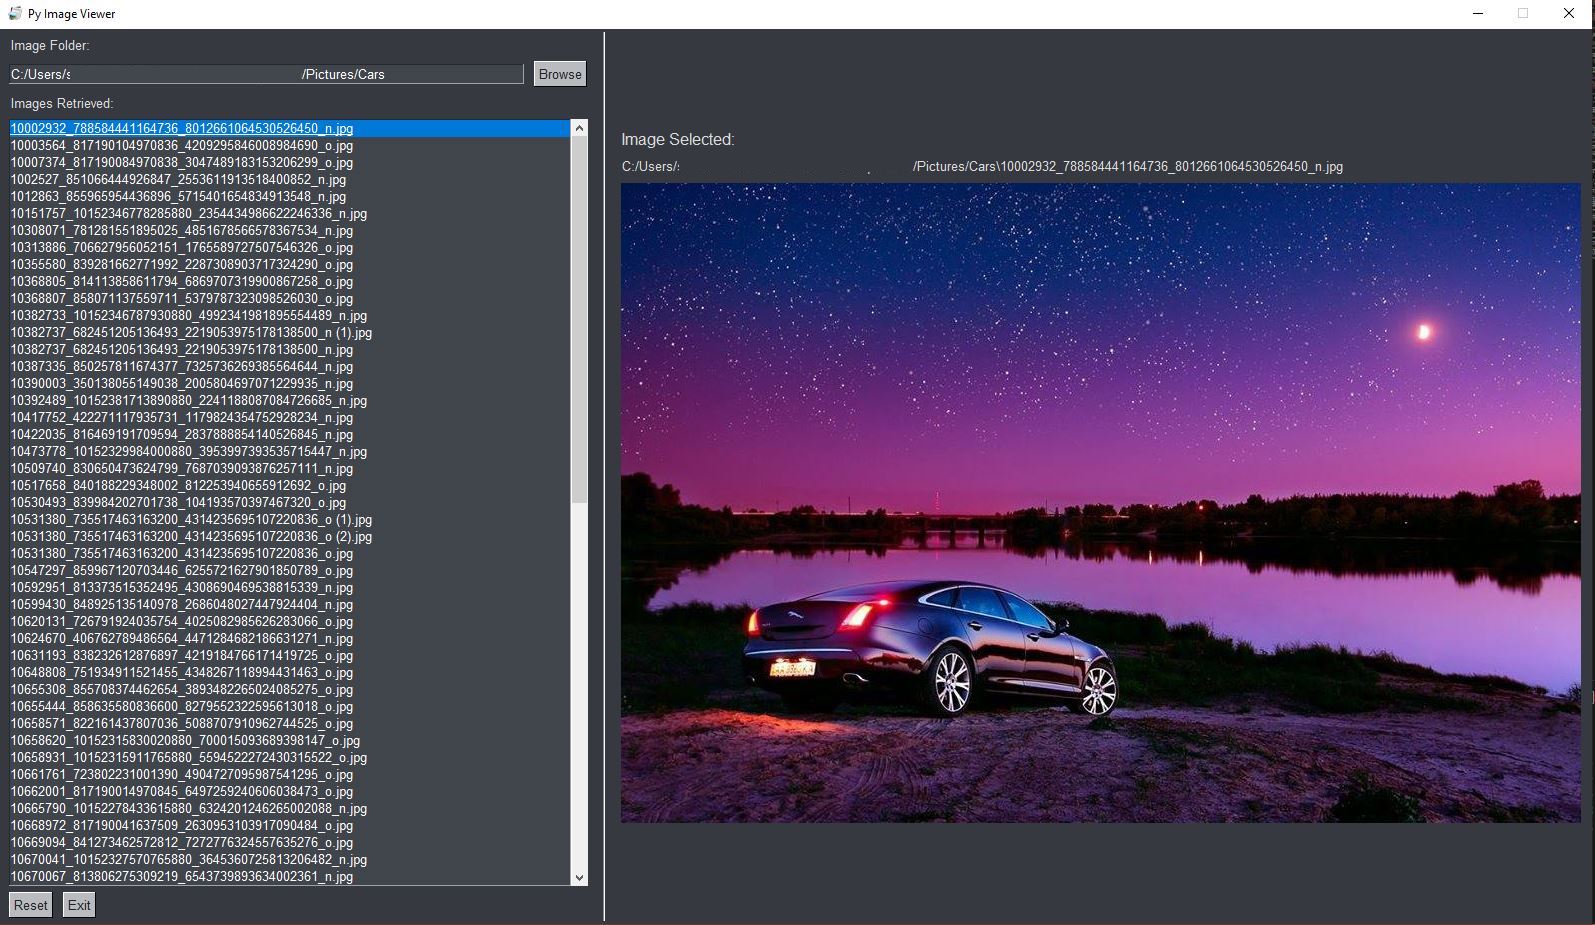 Py Image Viewer
Image Folder:
C:/Users/s /Pictures/Cars
Browse
Images Retrieved:
10002932_788584441164736_8012661064530526450_n.jpg
10003564_817190104970836_4209295846008984690_o.jpg
10007374_817190084970838_3047489183153206299_o.jpg
1002527_851066444926847_2553611913518400852_n.jpg
1012863_855965954436896_5715401654834913548_n.jpg
10151757_10152346778285880_2354434986622246336_n.jpg
10308071_781281551895025_4851678566578367534_n.jpg
10313886_706627956052151_1765589727507546326_o.jpg
10355580_839281662771992_2287308903717324290_o.jpg
10368805_814113858611794_6869707319900867258_o.jpg
10368807_858071137559711_5379787323098526030_o.jpg
10382733_10152346787930880_4992341981895554489_n.jpg
10382737_682451205136493_2219053975178138500_n (1).jpg
10382737_682451205136493_2219053975178138500_n.jpg
10387335_850257811674377_7325736269385564644_n.jpg
10390003_350138055149038_2005804697071229935_n.jpg
10392489_10152381713890880_2241188087084726685_n.jpg
10417752_422271117935731_1179824354752928234_n.jpg
10422035_816469191709594_2837888854140526845_n.jpg
10473778_10152329984000880_3953997393535715447_n.jpg
10509740_830650473624799_7687039093876257111_n.jpg
10517658_840188229348002_812253940655912692_o.jpg
10530493_839984202701738_104193570397467320_o.jpg
10531380_735517463163200_4314235695107220836_o (1).jpg
10531380_735517463163200_4314235695107220836_o (2).jpg
10531380_735517463163200_4314235695107220836_o.jpg
10547297_859967120703446_6255721627901850789_o.jpg
10592951_813373515352495_4308690469538815339_n.jpg
10599430_848925135140978_2686048027447924404_n.jpg
10620131_726791924035754_4025082985626283066_o.jpg
10624670_406762789486564_4471284682186631271_n.jpg
10631193_838232612876897_4219184766171419725_o.jpg
10648808_751934911521455_4348267118994431463_o.jpg
10655308_855708374462654_3893482265024085275_o.jpg
10655444_858635580836600_8279552322595613018_o.jpg
10658571_822161437807036_5088707910962744525_o.jpg
10658620_10152315830020880_700015093689398147_o.jpg
10658931_10152315911765880_5594522272430315522_o.jpg
10661761_723802231001390_4904727095987541295_o.jpg
10662001_817190014970845_6497259240606038473_o.jpg
10665790_10152278433615880_6324201246265002088_n.jpg
10668972_817190041637509_2630953103917090484_o.jpg
10669094_841273462572812_7272776324557635276_o.jpg
10670041_10152327570765880_3645360725813206482_n.jpg
10670067_813806275309219_6543739893634002361_n.jpg
Reset Exit
Image Selected:
C:/Users/s /Pictures/Cars\10002932_788584441164736_8012661064530526450_n.jpg